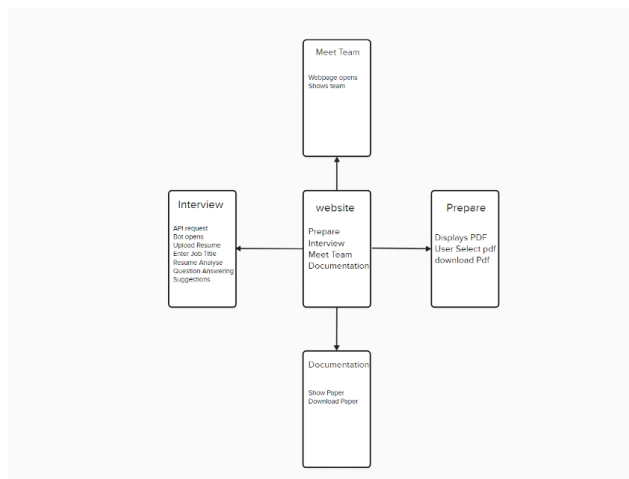 Meet Team
Webpage opens
Shows team
Interview
API request
Bot opens
Upload Resume
Enter Job Title
Resume Analyse
Question Answering
Suggestions
website
Prepare
Interview
Meet Team
Documentation
Prepare
Displays PDF
User Select pdf
download Pdf
Documentation
Show Paper
Download Paper